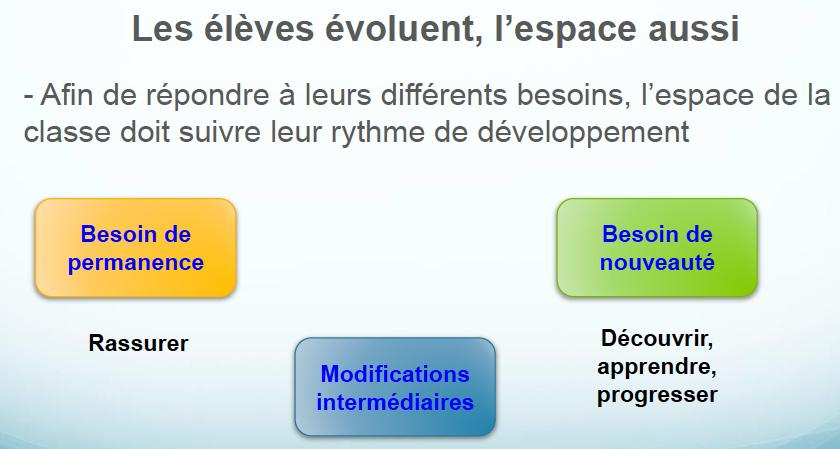 Les élèves évoluent, l’espace aussi
- Afin de répondre à leurs différents besoins, l’espace de la
classe doit suivre leur rythme de développement
Besoin de
permanence
Besoin de
nouveauté
Rassurer
Découvrir,
apprendre,
progresser
Modifications
intermédiaires